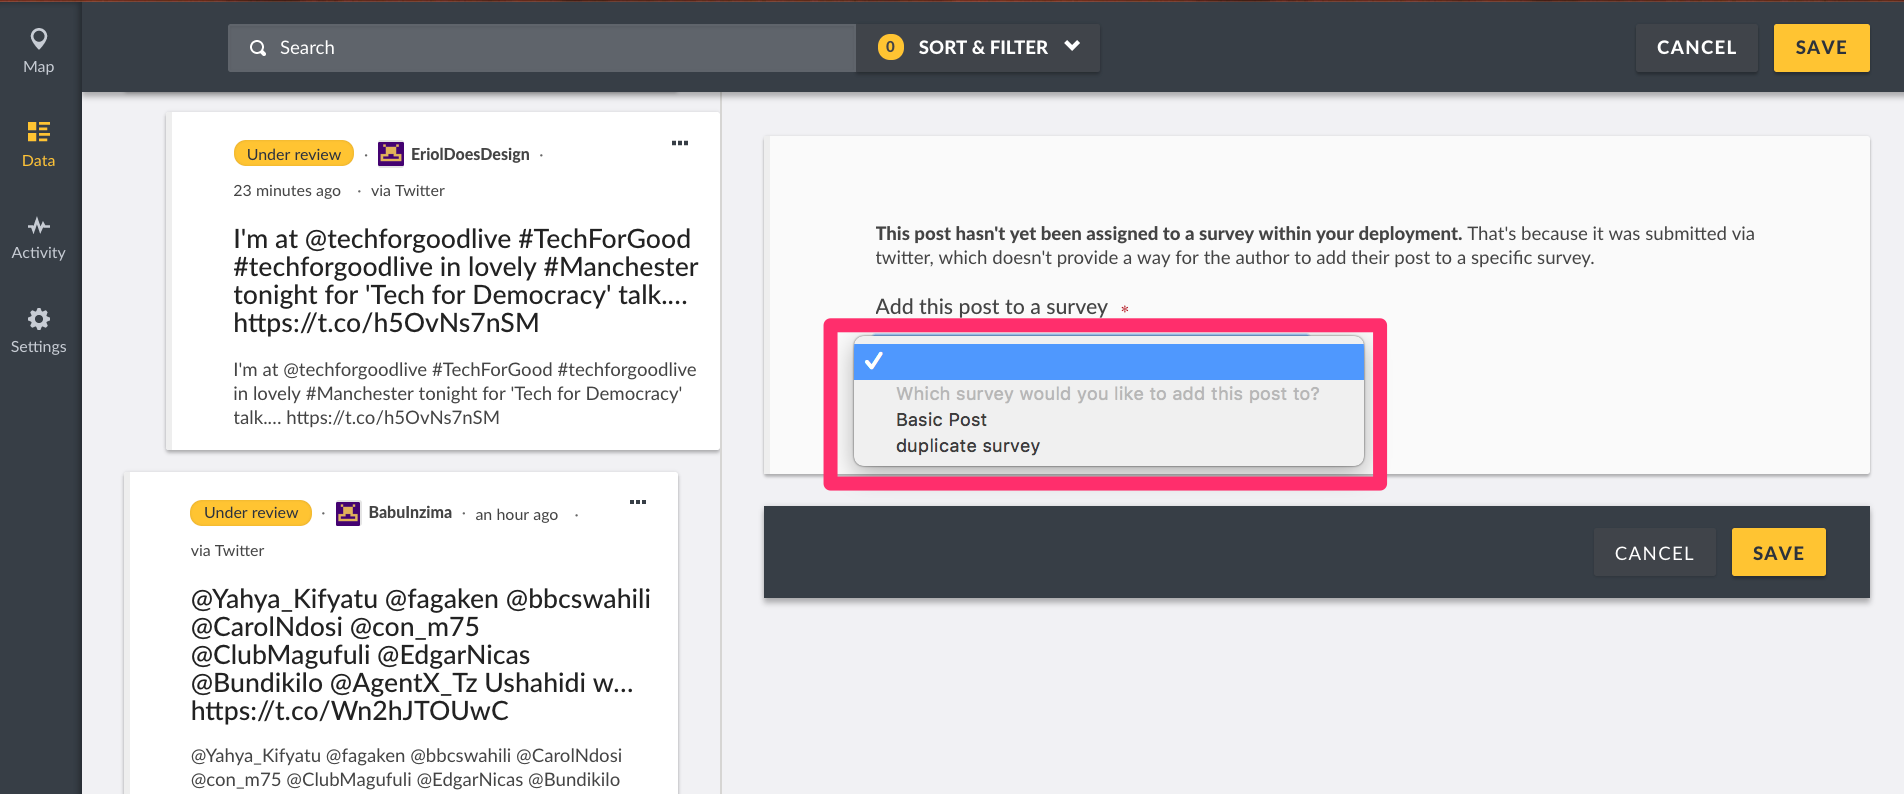 Map
Data
Activity
Settings
Search
0 SORT & FILTER
CANCEL
SAVE
Under review · EriolDoesDesign ·
23 minutes ago · via Twitter
I'm at @techforgoodlive #TechForGood
#techforgoodlive in lovely #Manchester
tonight for 'Tech for Democracy' talk....
https://t.co/h5OvNs7nSM
I'm at @techforgoodlive #TechForGood #techforgoodlive
in lovely #Manchester tonight for 'Tech for Democracy'
talk.... https://t.co/h5OvNs7nSM
Under review · BabuInzima · an hour ago ·
via Twitter
@Yahya_Kifyatu @fagaken @bbcswahili
@CarolNdosi @con_m75
@ClubMagufuli @EdgarNicas
@Bundikilo @AgentX_Tz Ushahidi w...
https://t.co/Wn2hJTOUwC
@Yahya_Kifyatu @fagaken @bbcswahili @CarolNdosi
@con_m75 @ClubMagufuli @EdgarNicas @Bundikilo
This post hasn't yet been assigned to a survey within your deployment. That's because it was submitted via
twitter, which doesn't provide a way for the author to add their post to a specific survey.
Add this post to a survey *
Which survey would you like to add this post to?
Basic Post
duplicate survey
CANCEL
SAVE